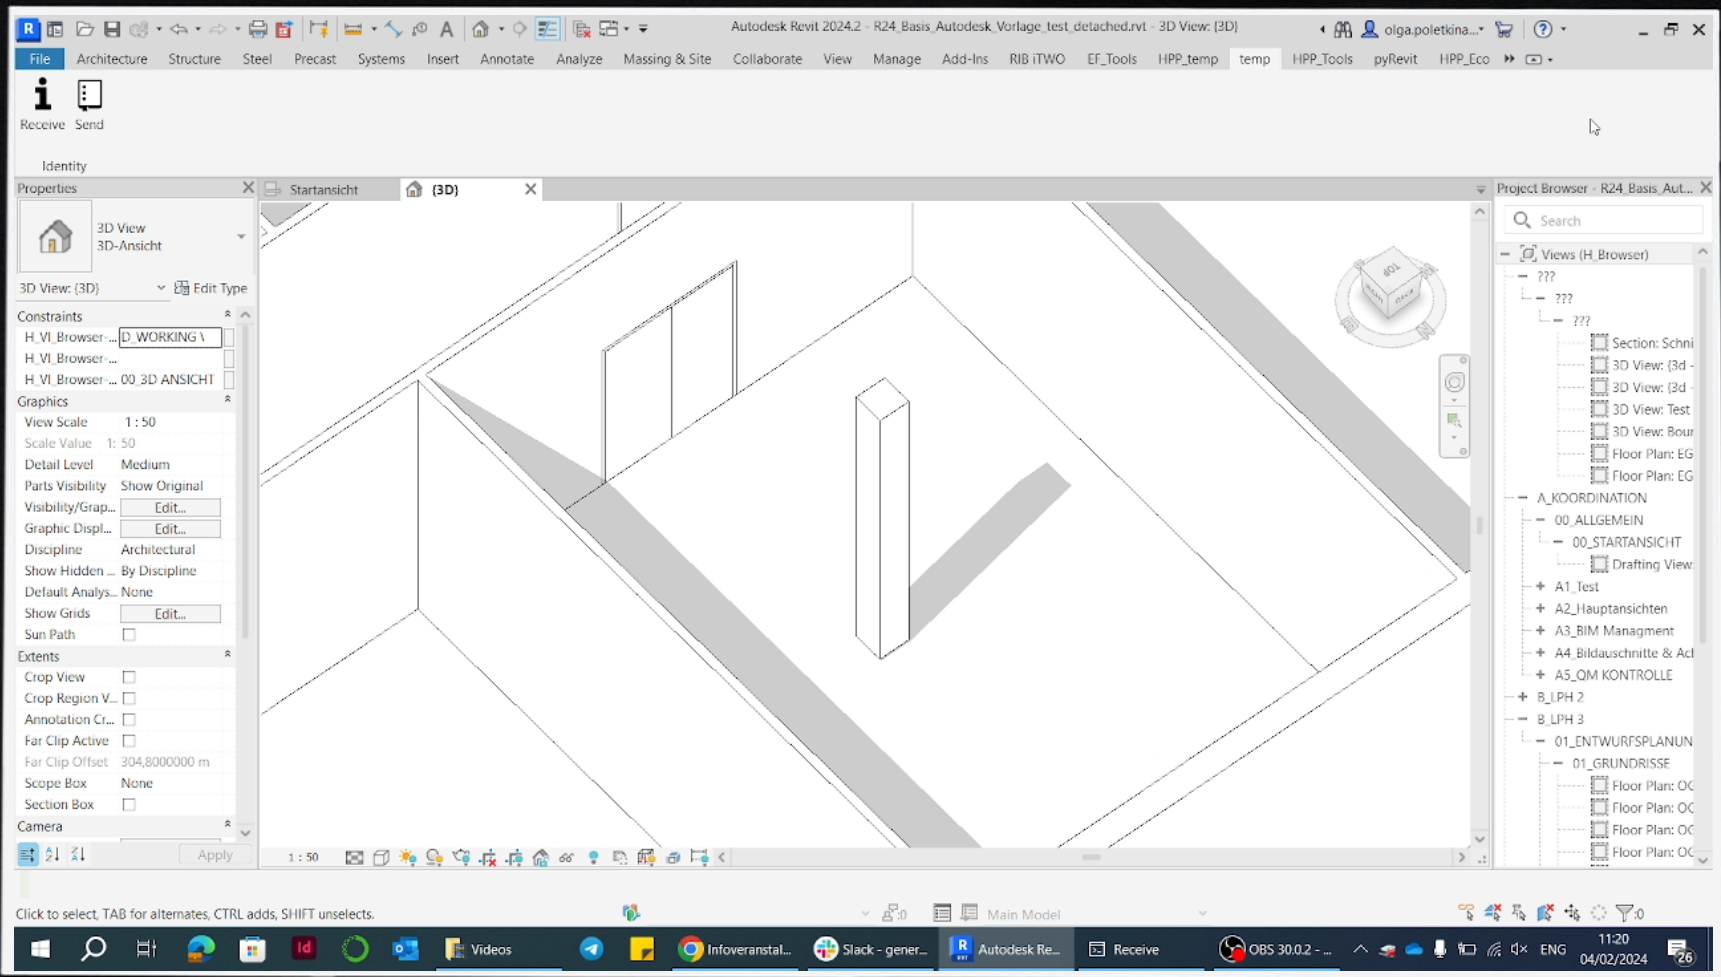 Autodesk Revit 2024.2 - R24_Basis_Autodesk_Vorlage_test_detached.rvt - 3D View: {3D}
olga.poletkina...
File Architecture Structure Steel Precast Systems Insert Annotate Analyze Massing & Site Collaborate View Manage Add-Ins RIB iTWO EF_Tools HPP_temp temp HPP_Tools pyRevit HPP_Eco
Receive Send
Identity
Properties
Startansicht
{3D}
Project Browser - R24_Basis_Aut...
3D View
3D-Ansicht
3D View: {3D}
Edit Type
Constraints
H_VI_Browser-... D_WORKING \
H_VI_Browser-...
H_VI_Browser-... 00_3D ANSICHT
Graphics
View Scale 1 : 50
Scale Value 1: 50
Detail Level Medium
Parts Visibility Show Original
Visibility/Grap... Edit...
Graphic Displ... Edit...
Discipline Architectural
Show Hidden ... By Discipline
Default Analys... None
Show Grids Edit...
Sun Path
Extents
Crop View
Crop Region V...
Annotation Cr...
Far Clip Active
Far Clip Offset 304,8000000 m
Scope Box None
Section Box
Camera
Apply
TOP
BACK
1 : 50
Search
Views (H_Browser)
???
???
???
Section: Schni
3D View: {3d -
3D View: {3d -
3D View: Test
3D View: Bour
Floor Plan: EG
Floor Plan: EG
A_KOORDINATION
00_ALLGEMEIN
00_STARTANSICHT
Drafting View
A1_Test
A2_Hauptansichten
A3_BIM Managment
A4_Bildauschnitte & Acl
A5_QM KONTROLLE
B_LPH 2
B_LPH 3
01_ENTWURFSPLANUN
01_GRUNDRISSE
Floor Plan: OG
Floor Plan: OG
Floor Plan: OG
Floor Plan: OG
Click to select, TAB for alternates, CTRL adds, SHIFT unselects.
:0
Main Model
:0
Videos
Infoveranstal...
Slack - gener...
Autodesk Re...
Receive
OBS 30.0.2 - ...
ENG
11:20
04/02/2024
26